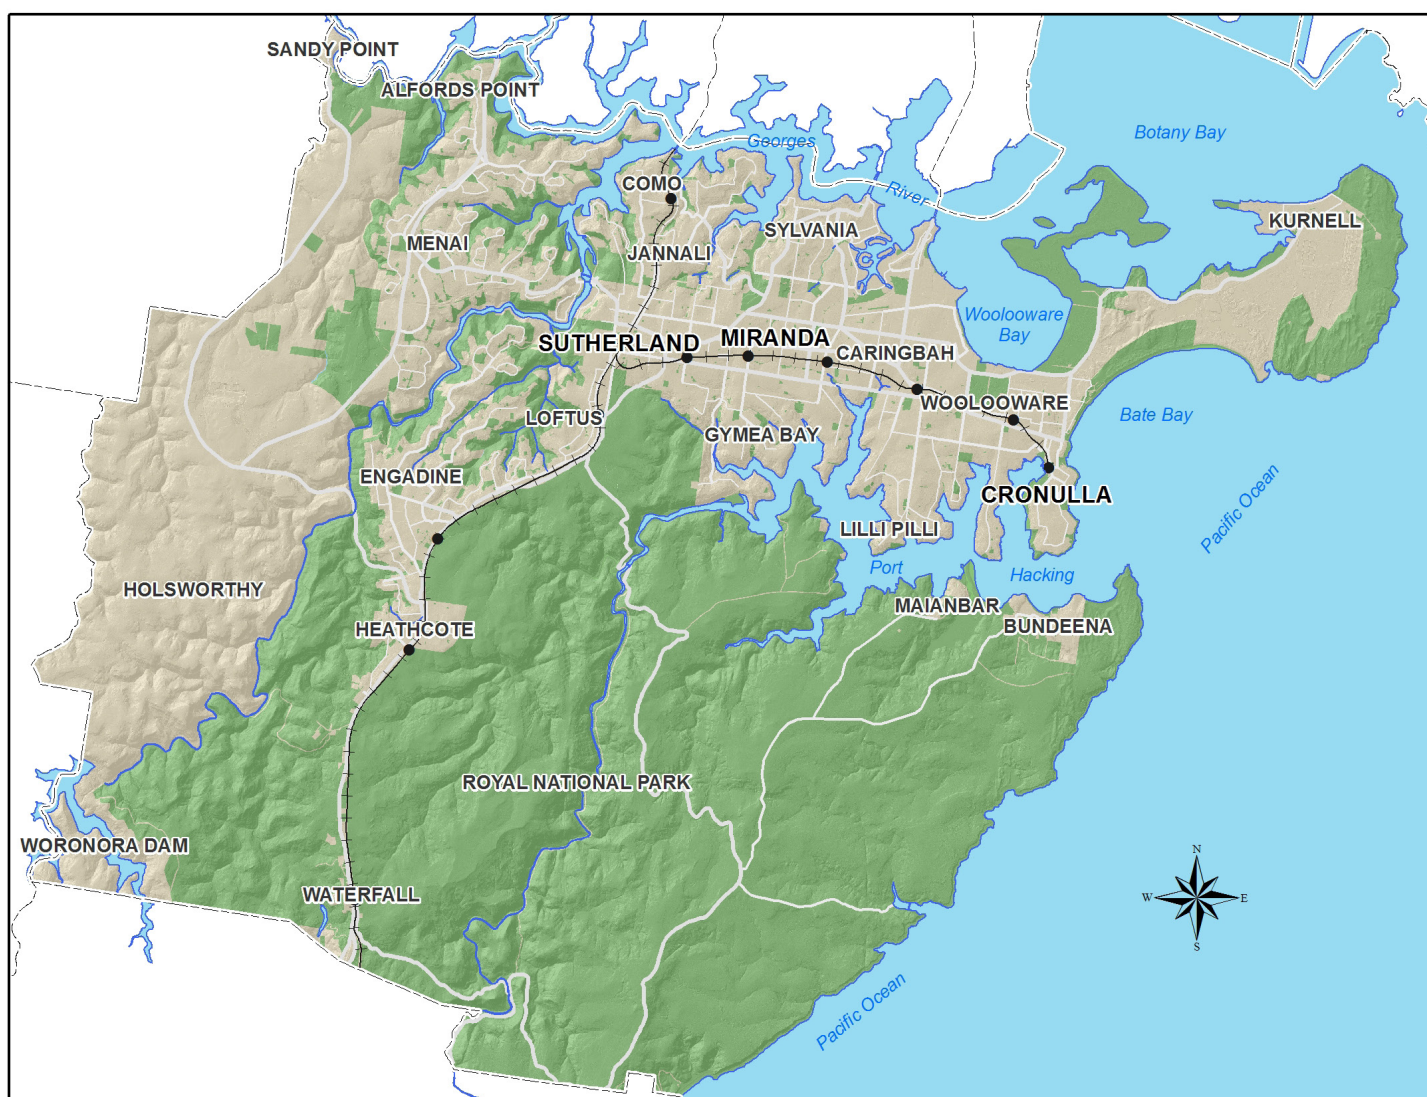 SANDY POINT
ALFORDS POINT
Botany Bay
Georges
COMO
River
KURNELL
SYLVANIA
MENAI
JANNALI
Woolooware
Bay
SUTHERLAND
MIRANDA
CARINGBAH
WOOLOOWARE
Bate Bay
LOFTUS
GYMEA BAY
ENGADINE
CRONULLA
Pacific Ocean
LILLI PILLI
Port
Hacking
HOLSWORTHY
MAIANBAR
BUNDEENA
HEATHCOTE
ROYAL NATIONAL PARK
WORONORA DAM
N
WATERFALL
W
E
S
Pacific Ocean